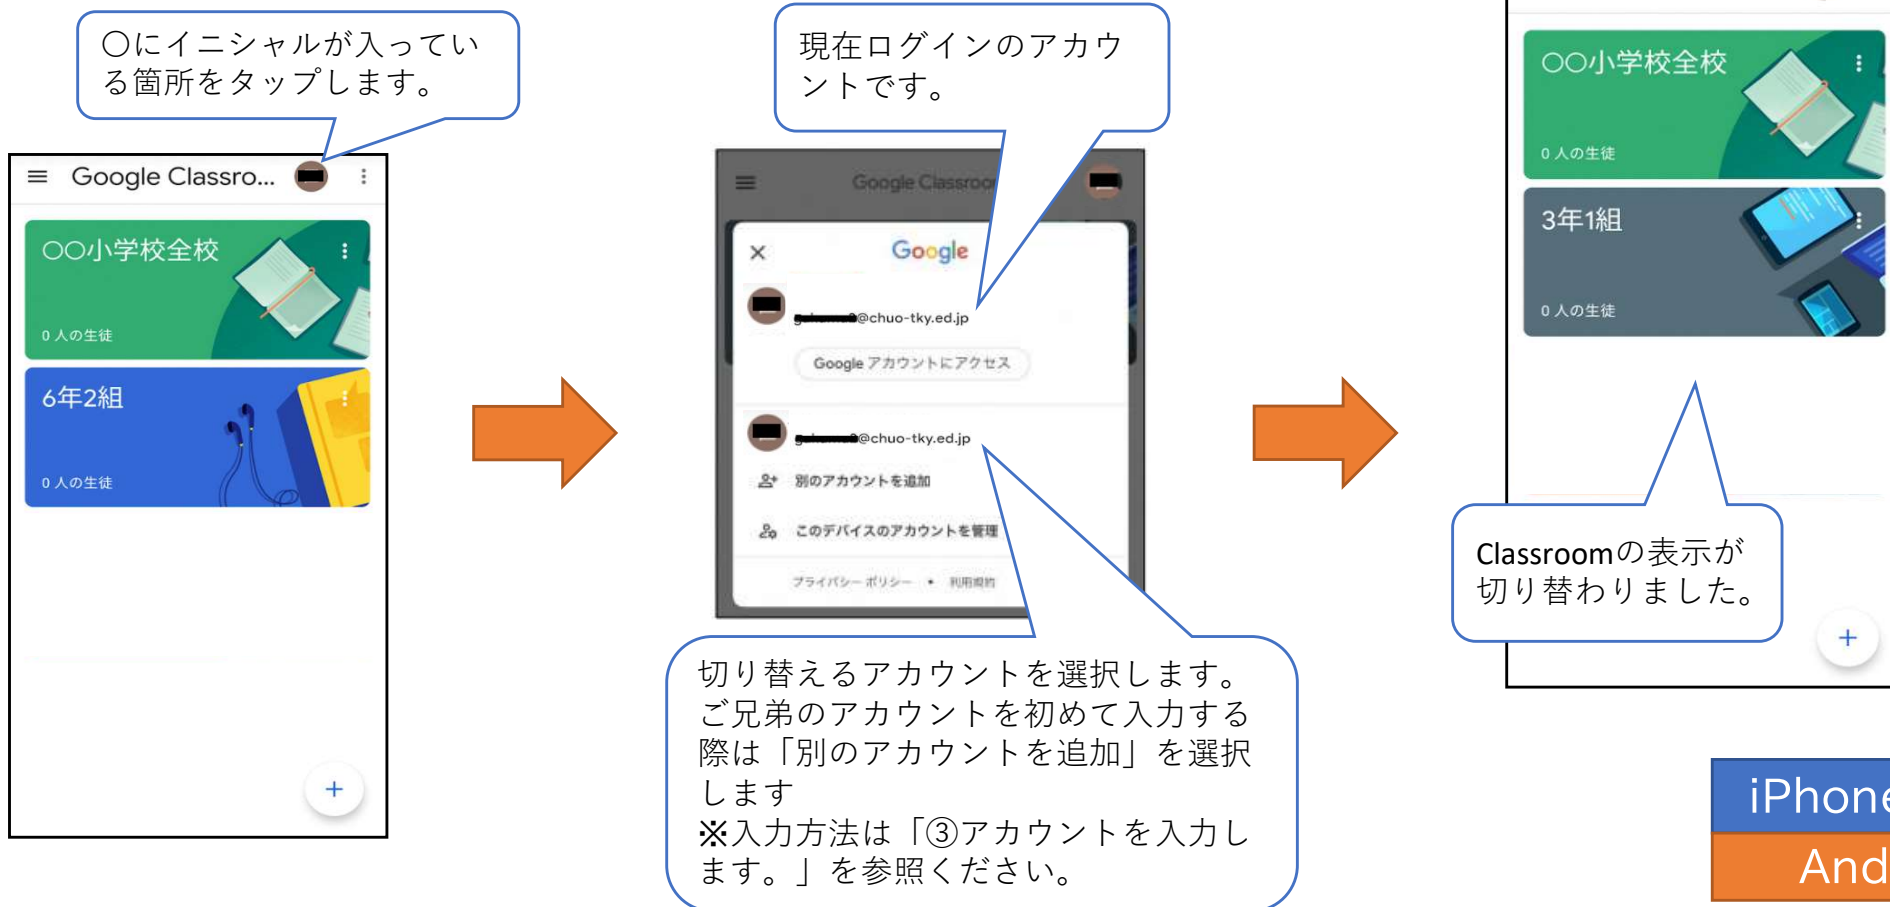 〇にイニシャルが入ってい
る箇所をタップします。
Google Classro...
〇〇小学校全校
0 人の生徒
6年2組
0 人の生徒
現在ログインのアカウ
ントです。
Google Classroo
Google
@chuo-tky.ed.jp
Google アカウントにアクセス
@chuo-tky.ed.jp
別のアカウントを追加
このデバイスのアカウントを管理
プライバシー ポリシー • 利用規約
切り替えるアカウントを選択します。
ご兄弟のアカウントを初めて入力する
際は「別のアカウントを追加」を選択
します
※入力方法は「③アカウントを入力し
ます。」を参照ください。
〇〇小学校全校
0 人の生徒
3年1組
0 人の生徒
Classroomの表示が
切り替わりました。
iPhone
And